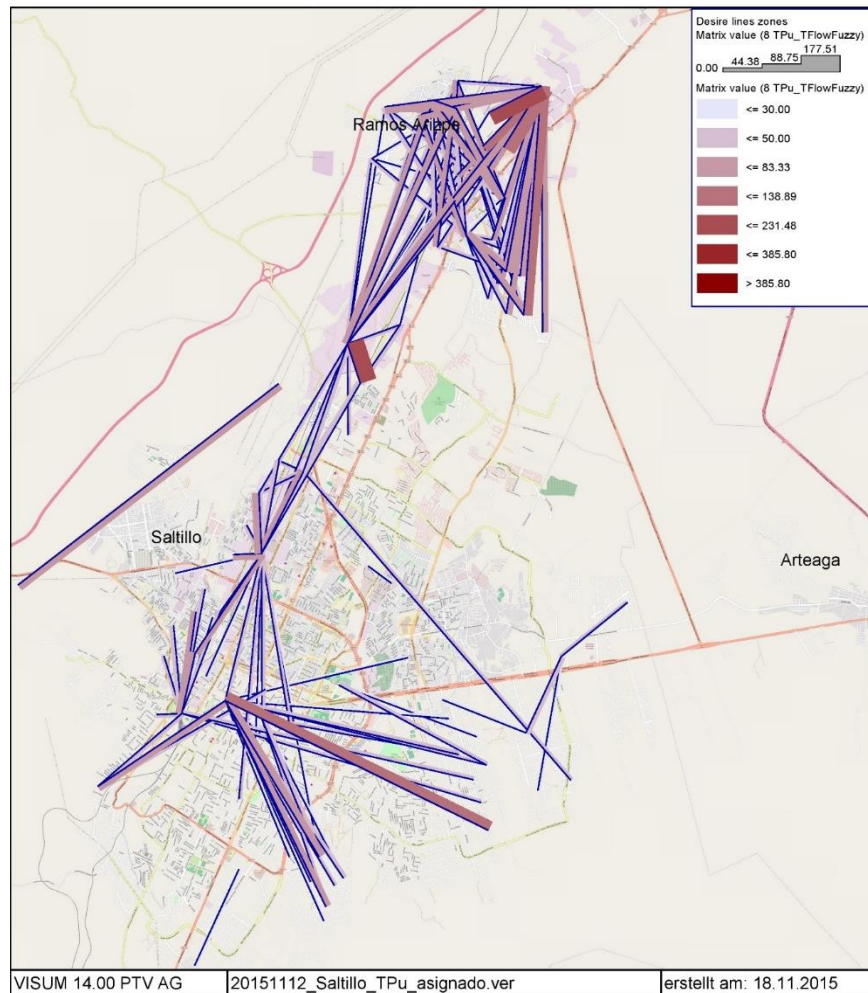 Desire lines zones
Matrix value (8 TPu_TFlowFuzzy)
0.00 44.38 88.75 177.51
Matrix value (8 TPu_TFlowFuzzy)
<= 30.00
<= 50.00
<= 83.33
<= 138.89
<= 231.48
<= 385.80
> 385.80
Ramos Arizpe
Saltillo
Arteaga
VISUM 14.00 PTV AG 20151112_Saltillo_TPu_asignado.ver erstellt am: 18.11.2015